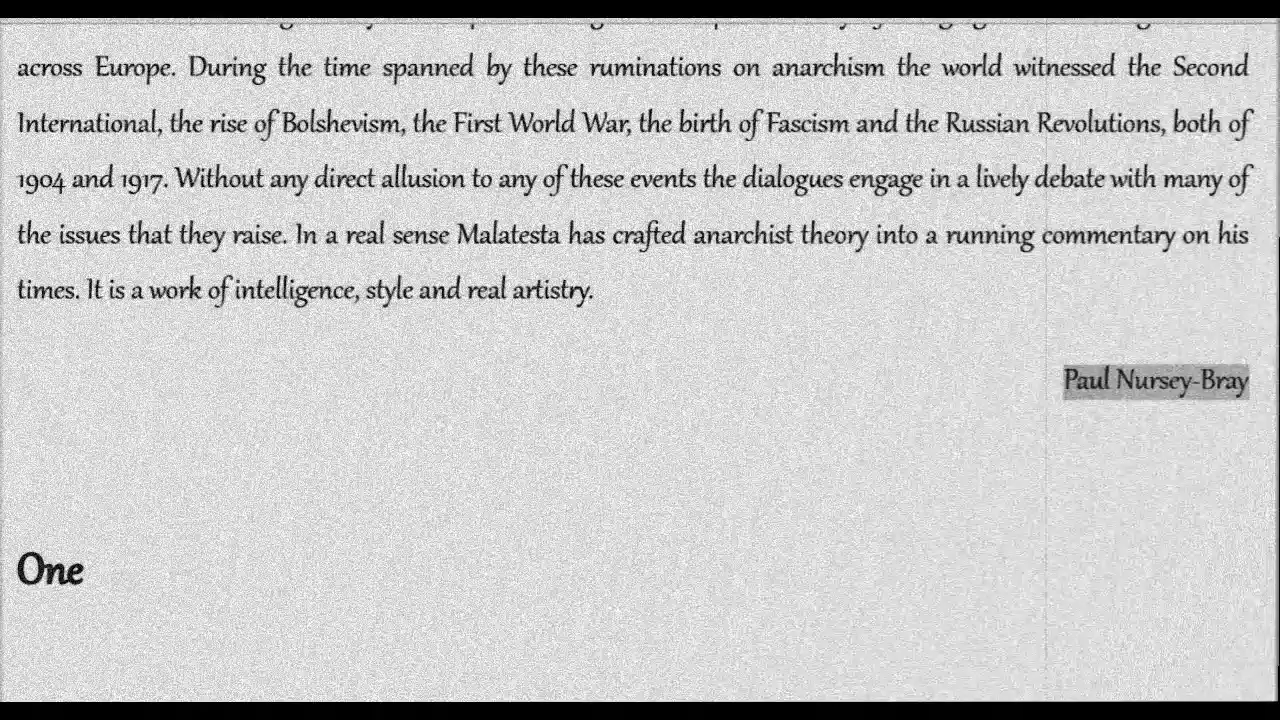 across Europe. During the time spanned by these ruminations on anarchism the world witnessed the Second
International, the rise of Bolshevism, the First World War, the birth of Fascism and the Russian Revolutions, both of
1904 and 1917. Without any direct allusion to any of these events the dialogues engage in a lively debate with many of
the issues that they raise. In a real sense Malatesta has crafted anarchist theory into a running commentary on his
times. It is a work of intelligence, style and real artistry.
Paul Nursey-Bray
One